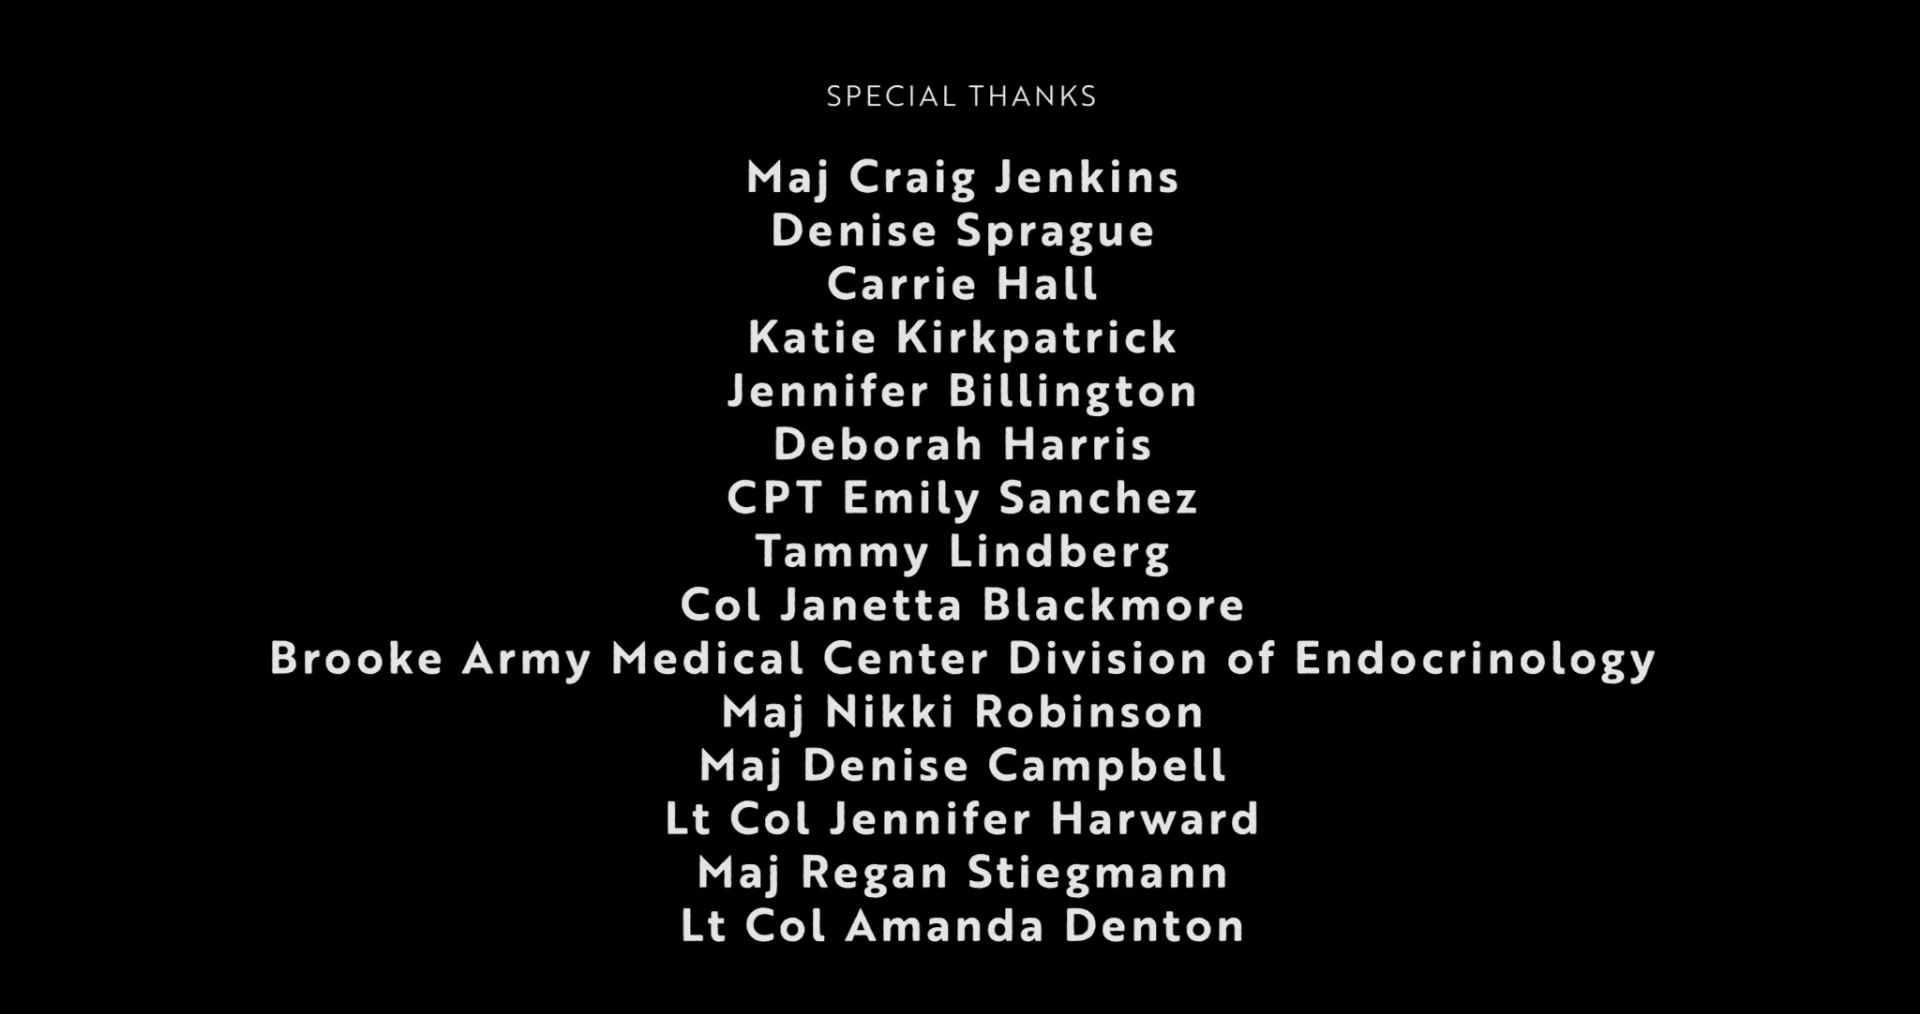 SPECIAL THANKS
Maj Craig Jenkins
Denise Sprague
Carrie Hall
Katie Kirkpatrick
Jennifer Billington
Deborah Harris
CPT Emily Sanchez
Tammy Lindberg
Col Janetta Blackmore
Brooke Army Medical Center Division of Endocrinology
Maj Nikki Robinson
Maj Denise Campbell
Lt Col Jennifer Harward
Maj Regan Stiegmann
Lt Col Amanda Denton